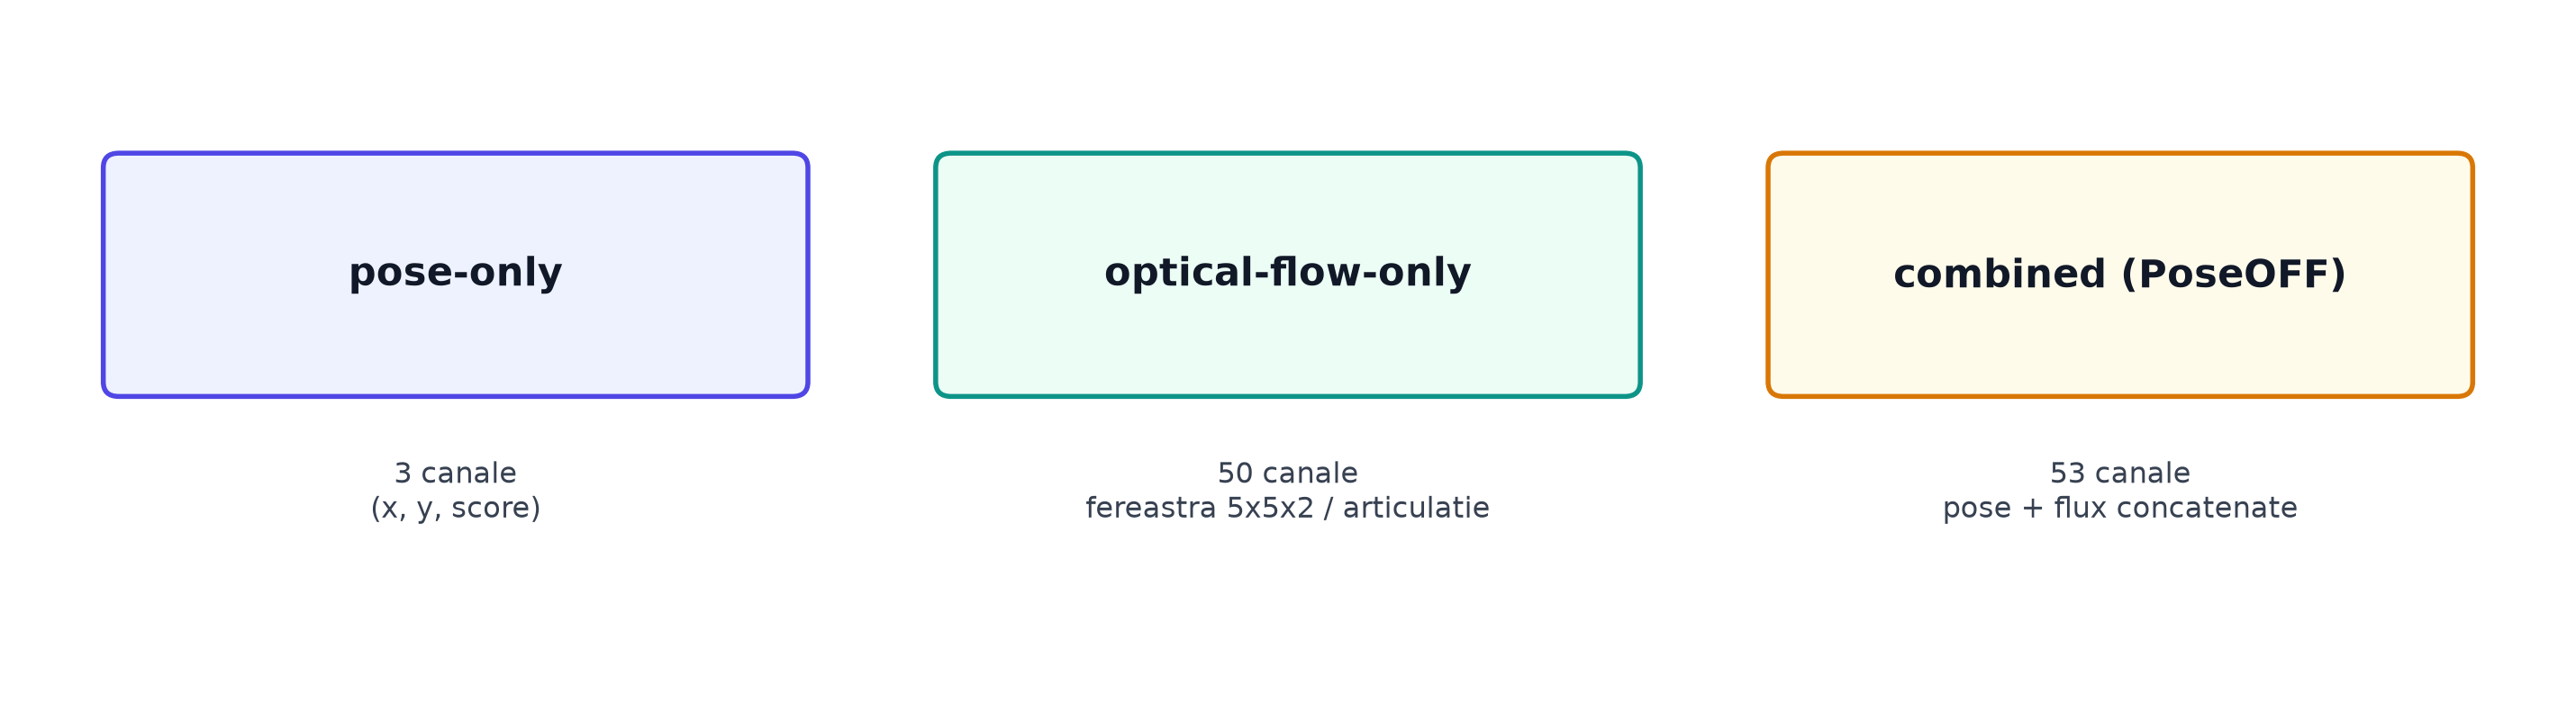 pose-only
3 canale
(x, y, score)
optical-flow-only
50 canale
fereastra 5x5x2 / articulatie
combined (PoseOFF)
53 canale
pose + flux concatenate